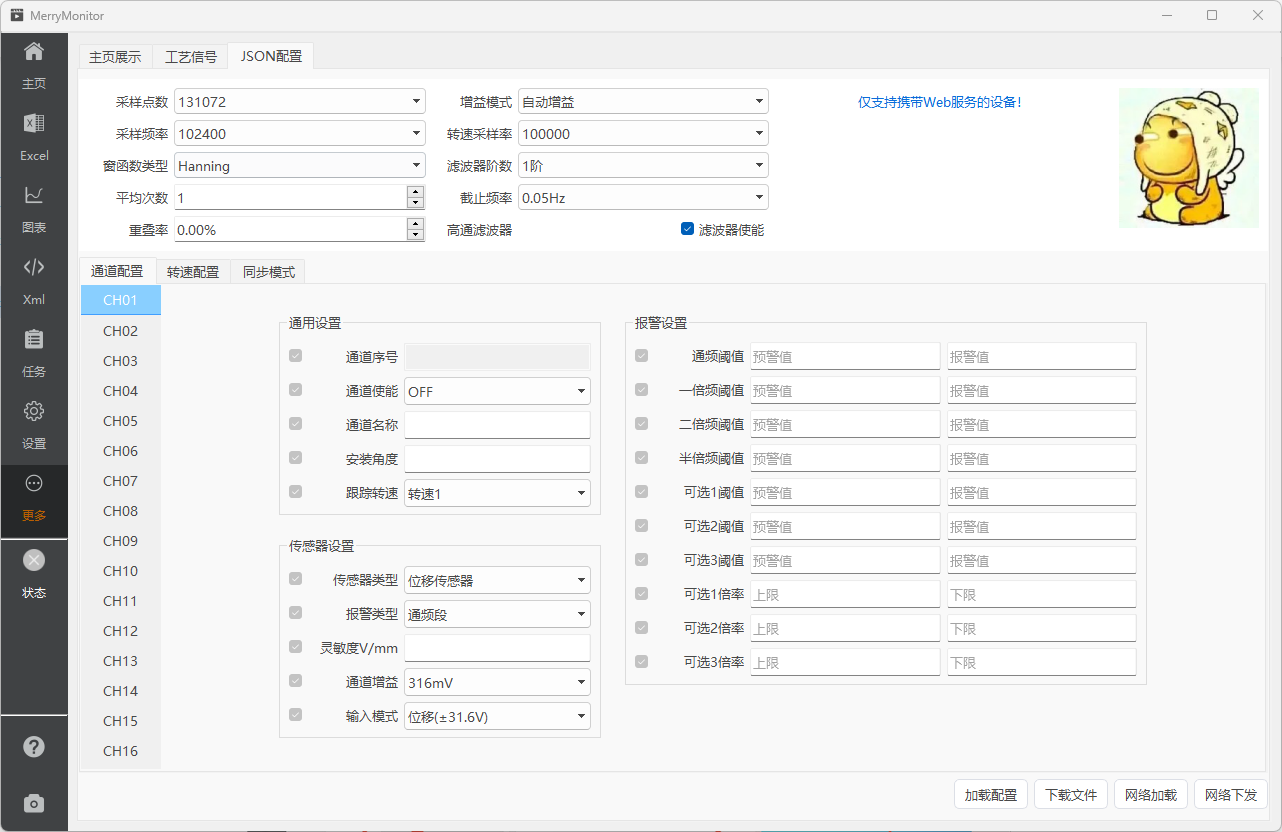 MerryMonitor
主页
Excel
图表
Xml
任务
设置
更多
状态
主页展示 工艺信号 JSON配置
采样点数 131072 增益模式 自动增益 仅支持携带Web服务的设备!
采样频率 102400 转速采样率 100000
窗函数类型 Hanning 滤波器阶数 1阶
平均次数 1 截止频率 0.05Hz
重叠率 0.00% 高通滤波器 滤波器使能
通道配置 转速配置 同步模式
CH01
CH02
CH03
CH04
CH05
CH06
CH07
CH08
CH09
CH10
CH11
CH12
CH13
CH14
CH15
CH16
通用设置
通道序号
通道使能 OFF
通道名称
安装角度
跟踪转速 转速1
传感器设置
传感器类型 位移传感器
报警类型 通频段
灵敏度V/mm
通道增益 316mV
输入模式 位移(±31.6V)
报警设置
通频阈值 预警值 报警值
一倍频阈值 预警值 报警值
二倍频阈值 预警值 报警值
半倍频阈值 预警值 报警值
可选1阈值 预警值 报警值
可选2阈值 预警值 报警值
可选3阈值 预警值 报警值
可选1倍率 上限 下限
可选2倍率 上限 下限
可选3倍率 上限 下限
加载配置 下载文件 网络加载 网络下发